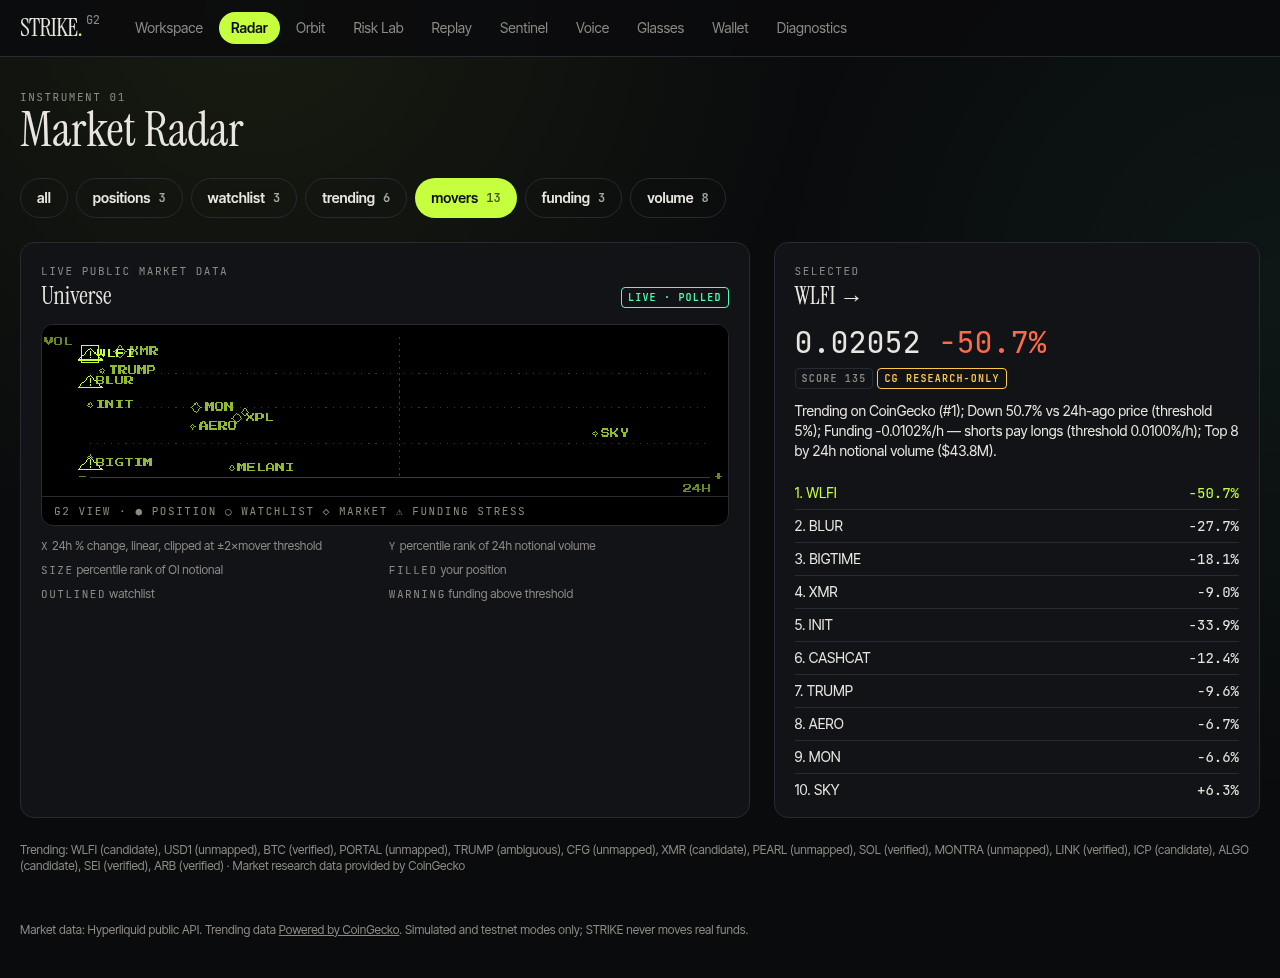 STRIKE. G2
Workspace Radar Orbit Risk Lab Replay Sentinel Voice Glasses Wallet Diagnostics
INSTRUMENT 01
Market Radar
all positions 3 watchlist 3 trending 6 movers 13 funding 3 volume 8
LIVE PUBLIC MARKET DATA
Universe
LIVE · POLLED
VOL
WLFI XMR
TRUMP
BLUR
INIT
MON
XPL
AERO
SKY
BIGTIM
MELANI
− +
24H
G2 VIEW · ● POSITION ○ WATCHLIST ◇ MARKET ⚠ FUNDING STRESS
X 24h % change, linear, clipped at ±2×mover threshold
Y percentile rank of 24h notional volume
SIZE percentile rank of OI notional
FILLED your position
OUTLINED watchlist
WARNING funding above threshold
SELECTED
WLFI →
0.02052 -50.7%
SCORE 135 CG RESEARCH-ONLY
Trending on CoinGecko (#1); Down 50.7% vs 24h-ago price (threshold
5%); Funding -0.0102%/h — shorts pay longs (threshold 0.0100%/h); Top 8
by 24h notional volume ($43.8M).
1. WLFI -50.7%
2. BLUR -27.7%
3. BIGTIME -18.1%
4. XMR -9.0%
5. INIT -33.9%
6. CASHCAT -12.4%
7. TRUMP -9.6%
8. AERO -6.7%
9. MON -6.6%
10. SKY +6.3%
Trending: WLFI (candidate), USD1 (unmapped), BTC (verified), PORTAL (unmapped), TRUMP (ambiguous), CFG (unmapped), XMR (candidate), PEARL (unmapped), SOL (verified), MONTRA (unmapped), LINK (verified), ICP (candidate), ALGO
(candidate), SEI (verified), ARB (verified) · Market research data provided by CoinGecko
Market data: Hyperliquid public API. Trending data Powered by CoinGecko. Simulated and testnet modes only; STRIKE never moves real funds.